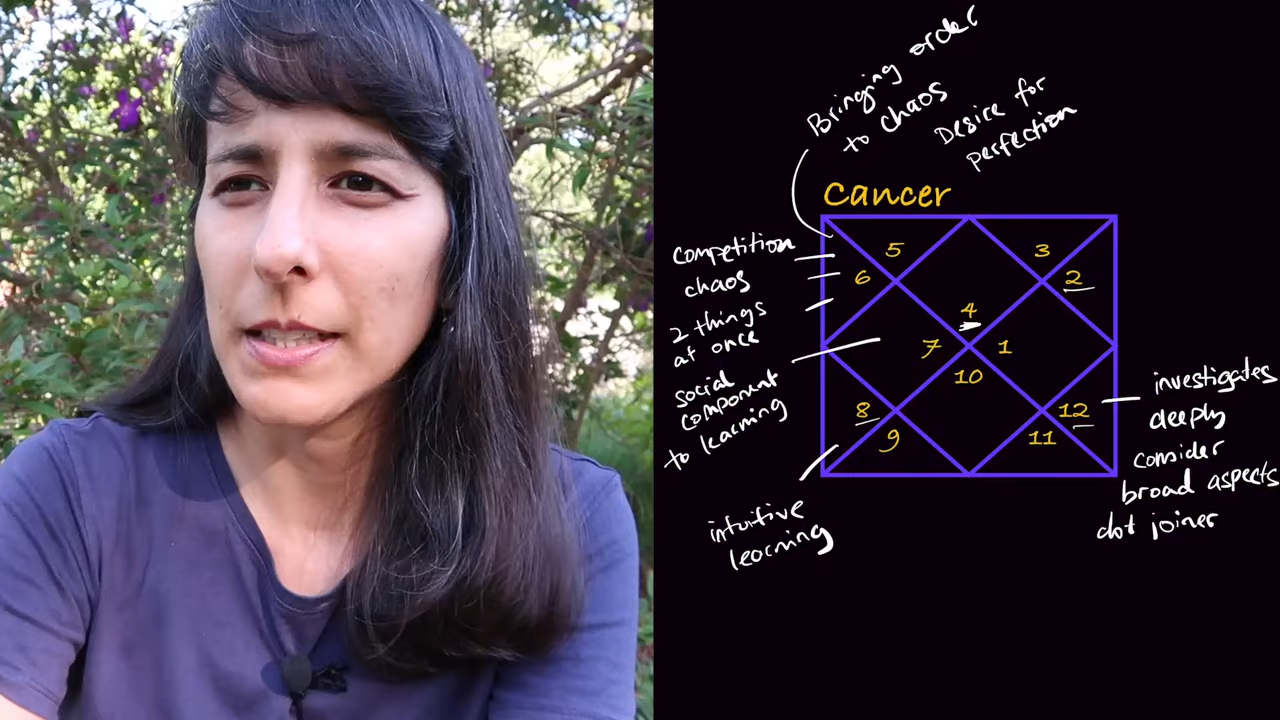 Bringing order
to chaos
Desire for
perfection
Cancer
competition
chaos
2 things
at once
social
component
to learning
intuitive
learning
5
6
3
2
4
7
1
10
8
9
12
11
investigates
deeply
consider
broad aspects
dot joiner